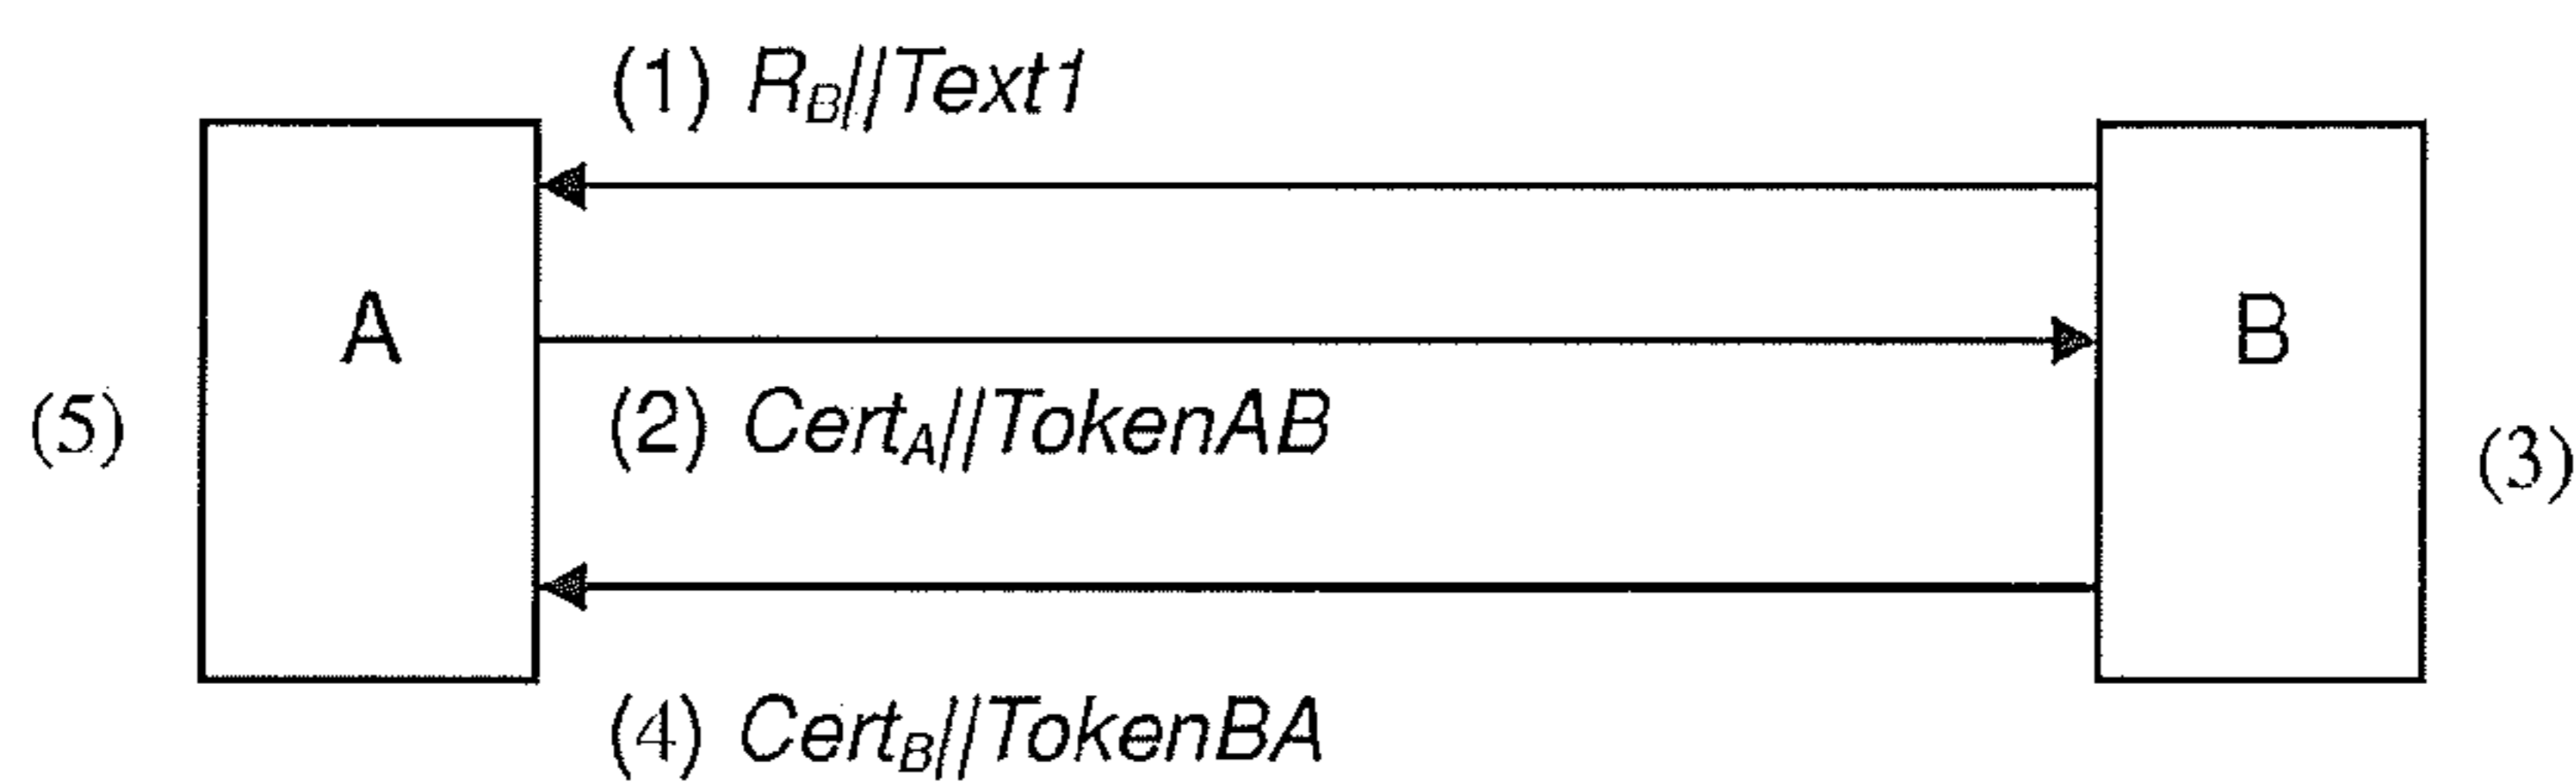 (1) R_B||Text1
A
B
(5)
(2) Cert_A||TokenAB
(3)
(4) Cert_B||TokenBA